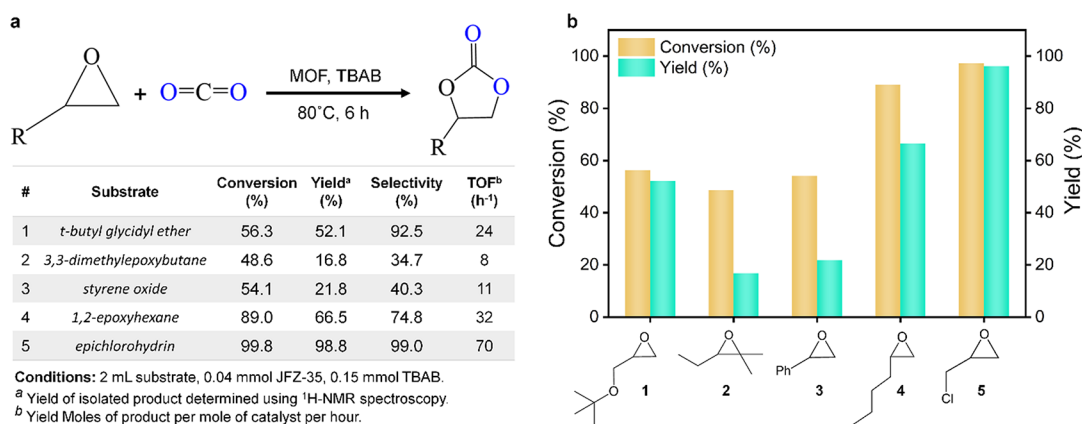 a
O
R
+
O=C=O
MOF, TBAB
80°C, 6 h
O
O
O
R
# Substrate Conversion (%) Yieldᵃ (%) Selectivity (%) TOFᵇ (h⁻¹)
1 t-butyl glycidyl ether 56.3 52.1 92.5 24
2 3,3-dimethylepoxybutane 48.6 16.8 34.7 8
3 styrene oxide 54.1 21.8 40.3 11
4 1,2-epoxyhexane 89.0 66.5 74.8 32
5 epichlorohydrin 99.8 98.8 99.0 70
Conditions: 2 mL substrate, 0.04 mmol JFZ-35, 0.15 mmol TBAB.
ᵃ Yield of isolated product determined using ¹H-NMR spectroscopy.
ᵇ Yield Moles of product per mole of catalyst per hour.
b
Conversion (%)
Yield (%)
Conversion (%)
100
80
60
40
20
0
Yield (%)
100
80
60
40
20
0
O
O
1
O
2
O
Ph
3
O
4
O
Cl
5